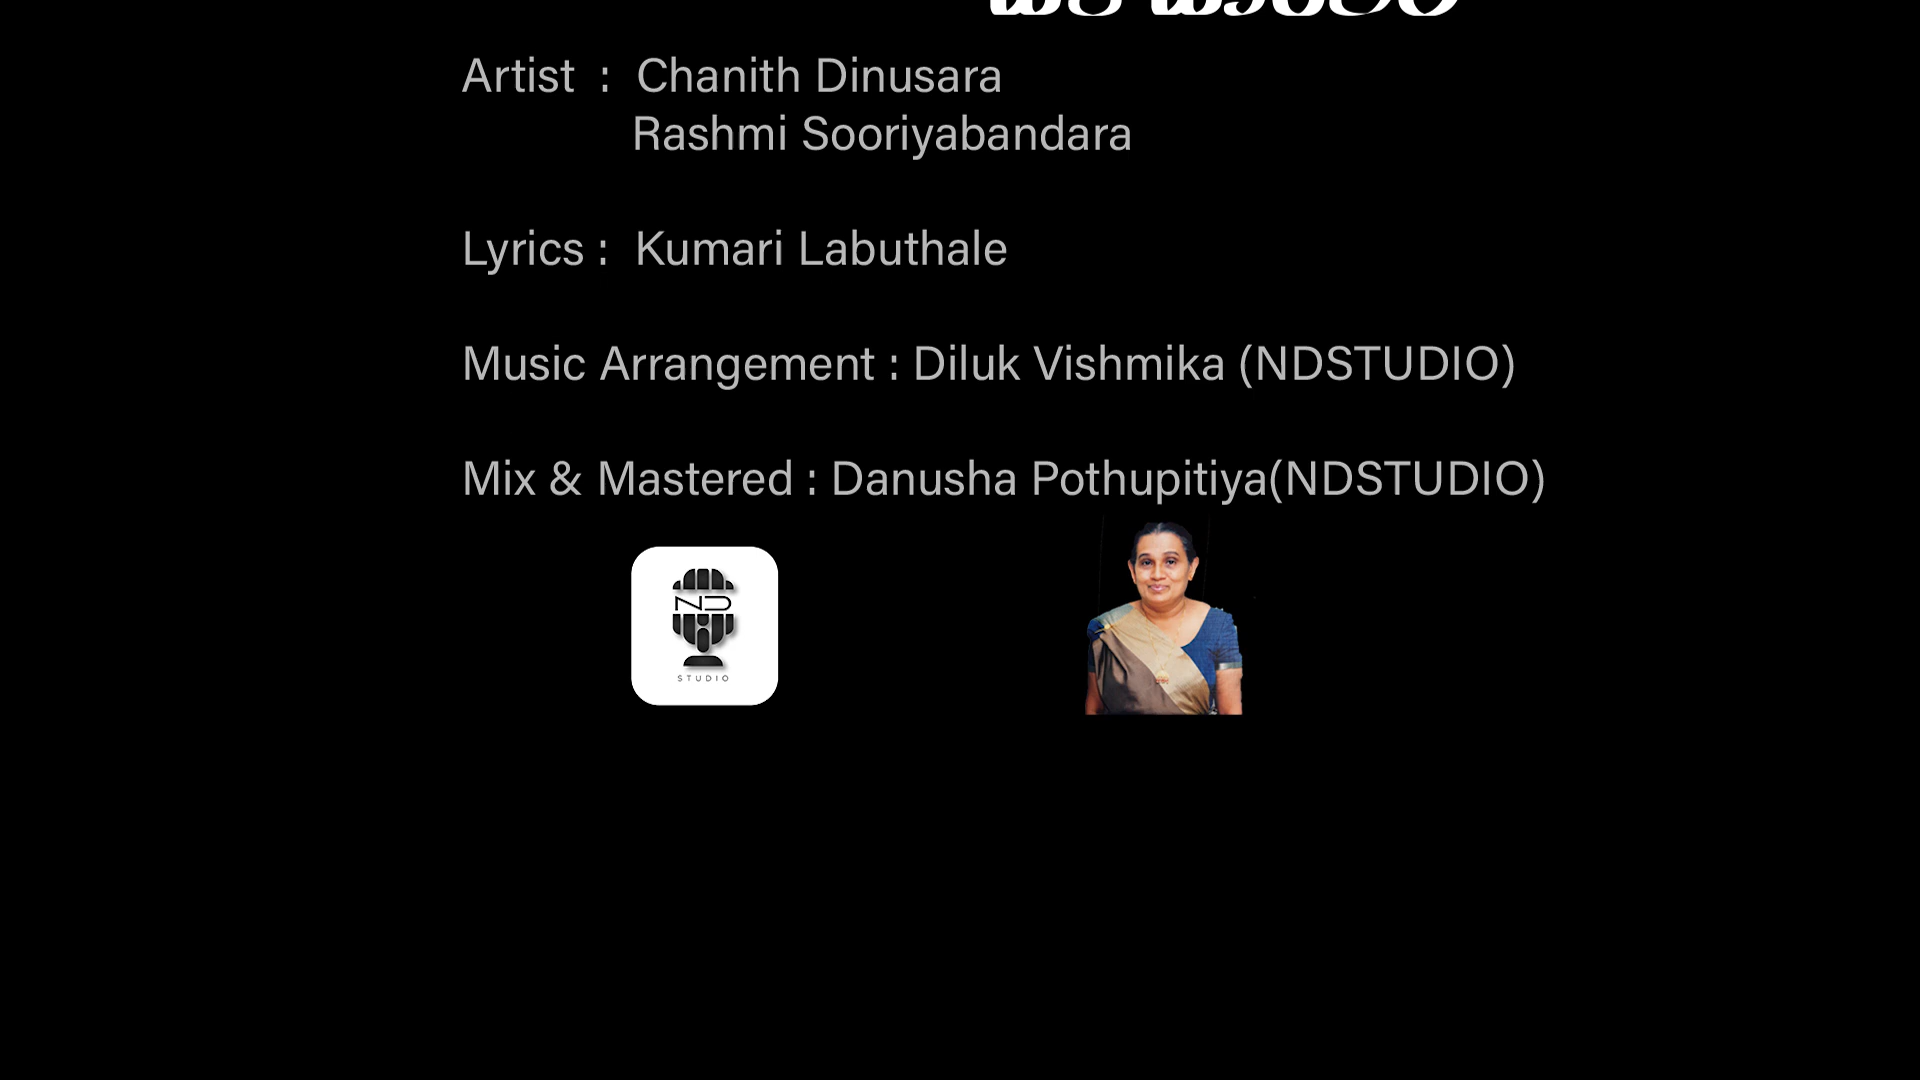 Artist : Chanith Dinusara
Rashmi Sooriyabandara
Lyrics : Kumari Labuthale
Music Arrangement : Diluk Vishmika (NDSTUDIO)
Mix & Mastered : Danusha Pothupitiya(NDSTUDIO)
ND
STUDIO